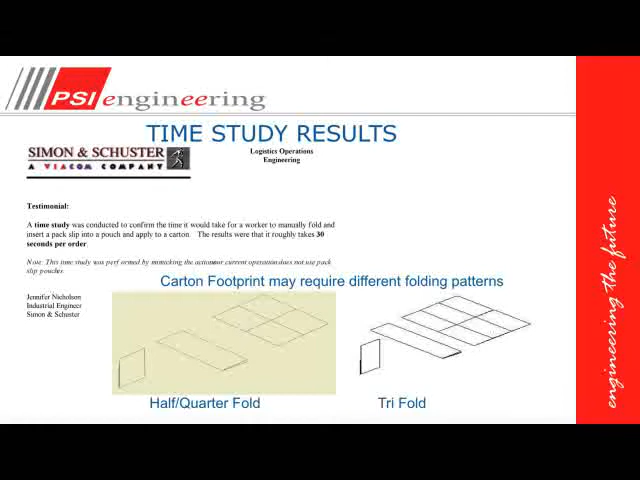 PSI engineering
TIME STUDY RESULTS
SIMON & SCHUSTER
A VIACOM COMPANY
Logistics Operations
Engineering
Testimonial:
A time study was conducted to confirm the time it would take for a worker to manually fold and
insert a pack slip into a pouch and apply to a carton. The results were that it roughly takes 30
seconds per order.
Note: This time study was performed by mimicking the action our current operation does not use pack
slip pouches.
Carton Footprint may require different folding patterns
Jennifer Nicholson
Industrial Engineer
Simon & Schuster
Half/Quarter Fold
Tri Fold
engineering the future